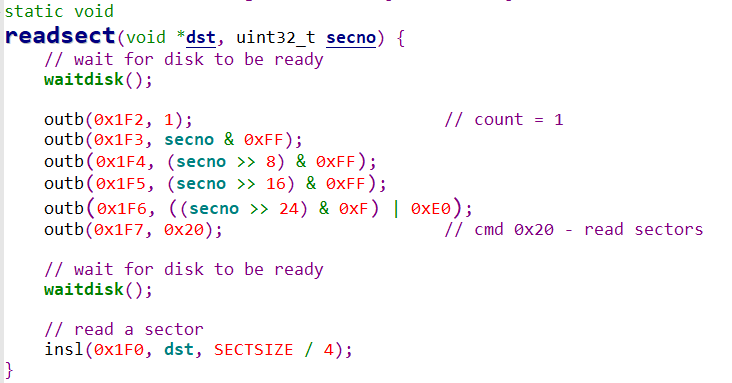 static void
readsect(void *dst, uint32_t secno) {
// wait for disk to be ready
waitdisk();
outb(0x1F2, 1); // count = 1
outb(0x1F3, secno & 0xFF);
outb(0x1F4, (secno >> 8) & 0xFF);
outb(0x1F5, (secno >> 16) & 0xFF);
outb(0x1F6, ((secno >> 24) & 0xF) | 0xE0);
outb(0x1F7, 0x20); // cmd 0x20 - read sectors
// wait for disk to be ready
waitdisk();
// read a sector
insl(0x1F0, dst, SECTSIZE / 4);
}